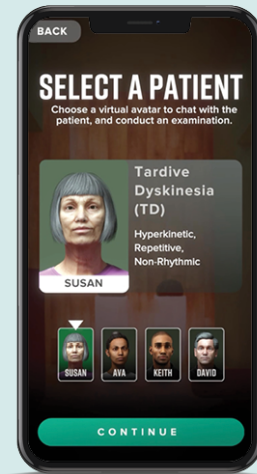 BACK
SELECT A PATIENT
Choose a virtual avatar to chat with the
patient, and conduct an examination.
Tardive
Dyskinesia
(TD)
Hyperkinetic,
Repetitive,
Non-Rhythmic
SUSAN
SUSAN AVA KEITH DAVID
CONTINUE